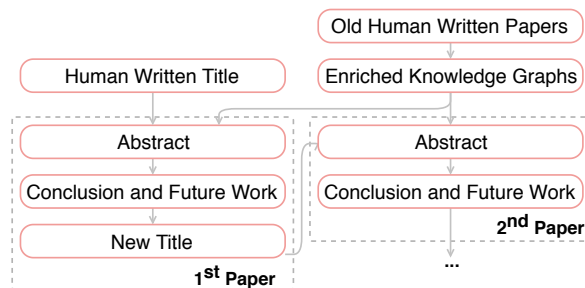 Old Human Written Papers
Human Written Title
Enriched Knowledge Graphs
Abstract
Abstract
Conclusion and Future Work
Conclusion and Future Work
New Title
2nd Paper
1st Paper
...